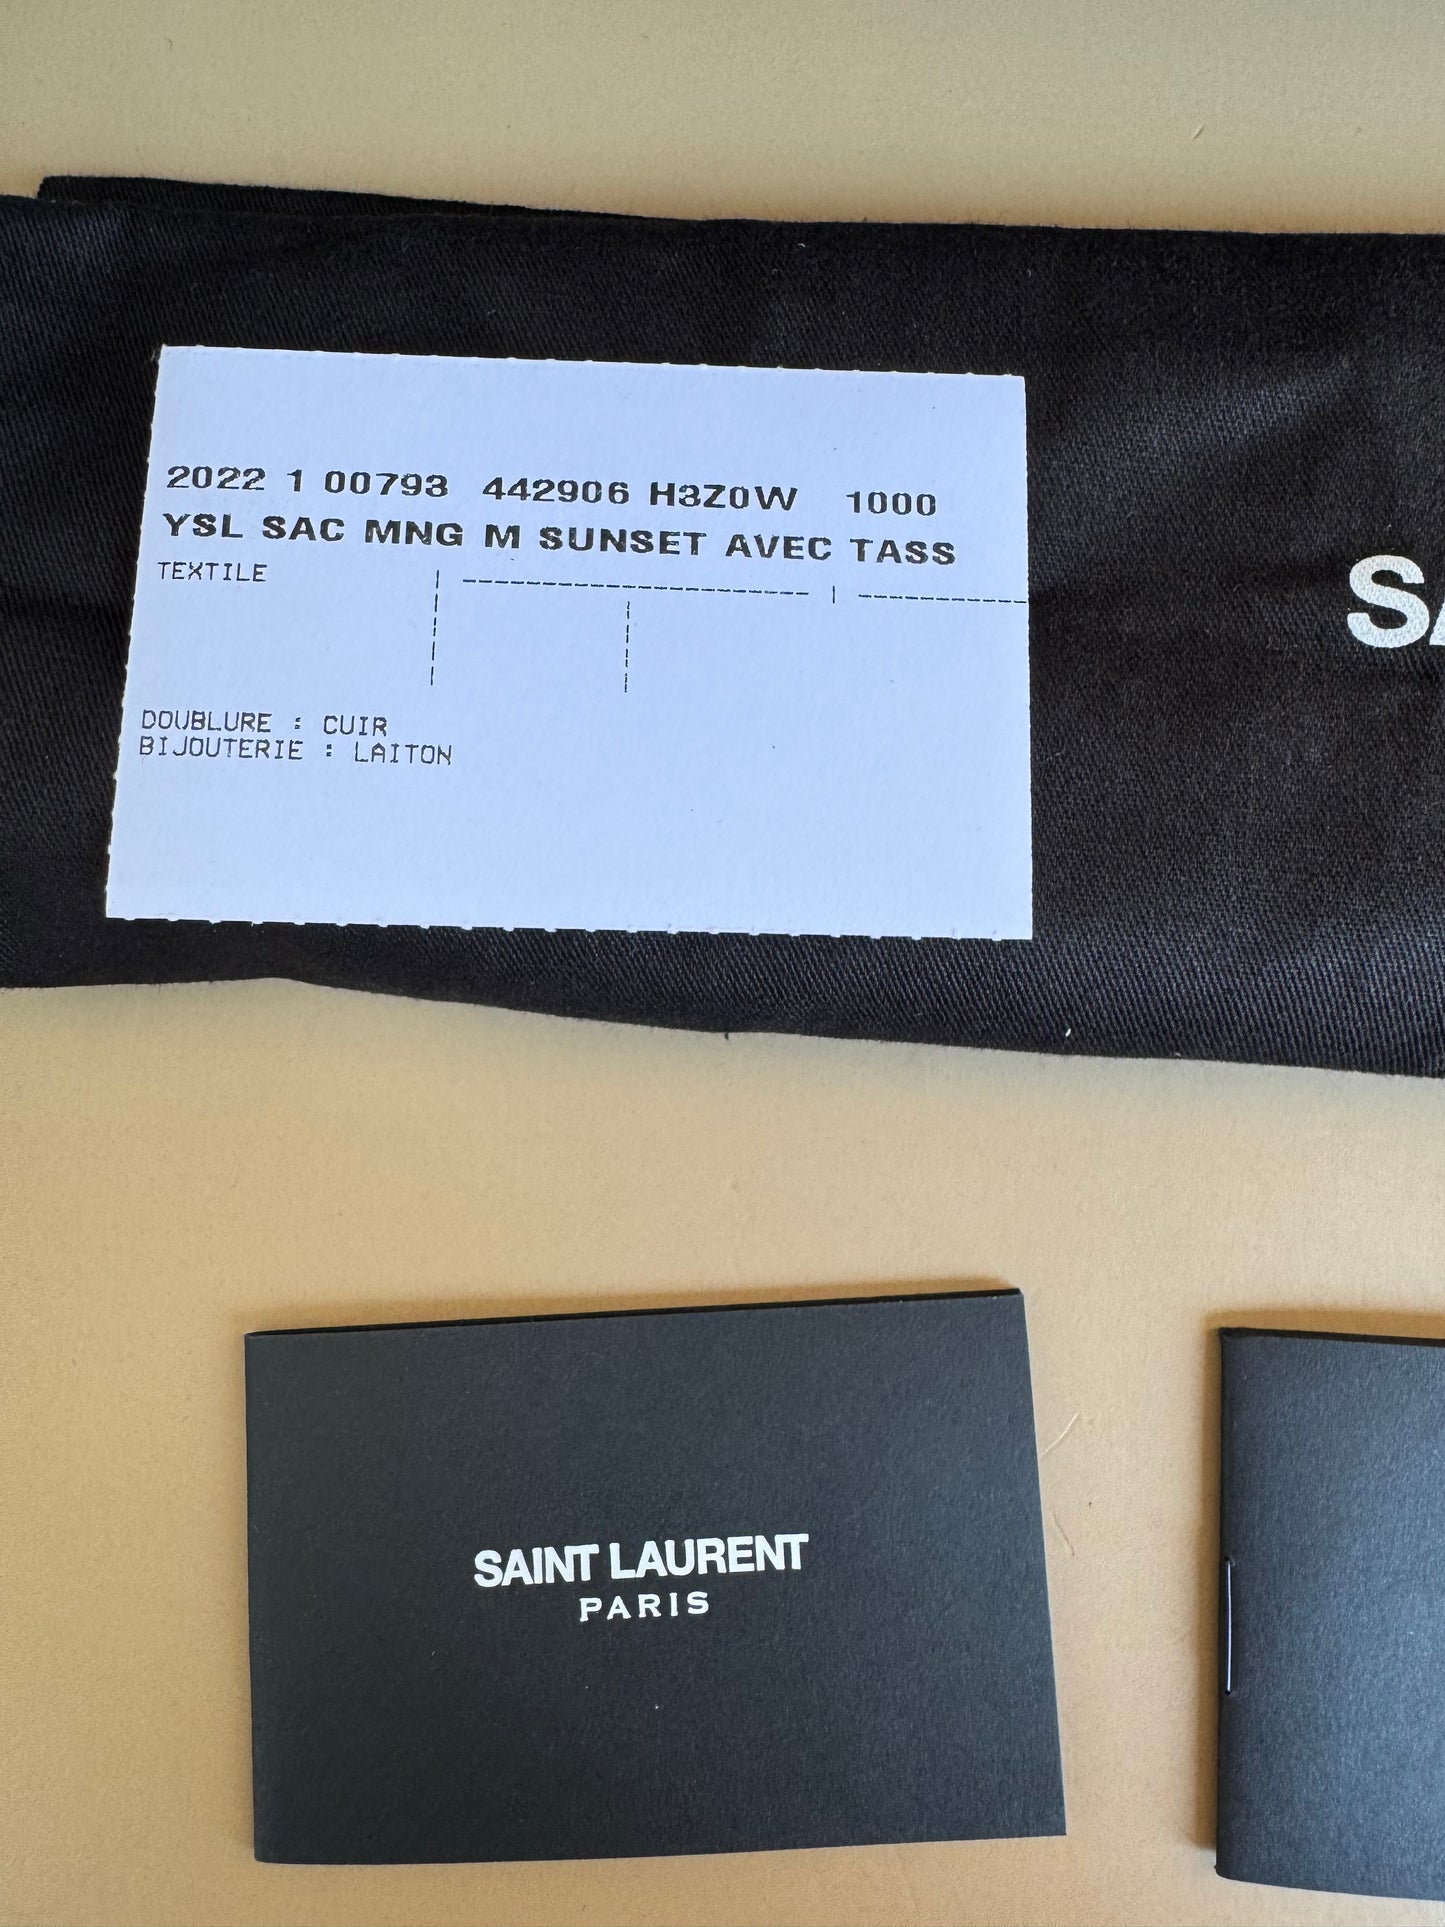 2022 1 00793 442906 H3Z0W 1000
YSL SAC MNG M SUNSET AVEC TASS
TEXTILE
DOUBLURE : CUIR
BIJOUTERIE : LAITON
SAINT LAURENT
PARIS